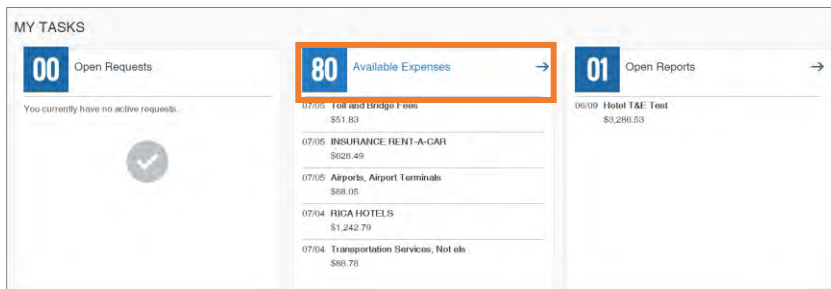 MY TASKS
00 Open Requests
You currently have no active requests.
80 Available Expenses →
07/05 Toll and Bridge Fees
$51.83
07/05 INSURANCE RENT-A-CAR
$628.49
07/05 Airports, Airport Terminals
$88.05
07/04 RICA HOTELS
$1,242.79
07/04 Transportation Services, Not els
$88.78
01 Open Reports →
06/09 Hotel T&E Test
$3,286.53